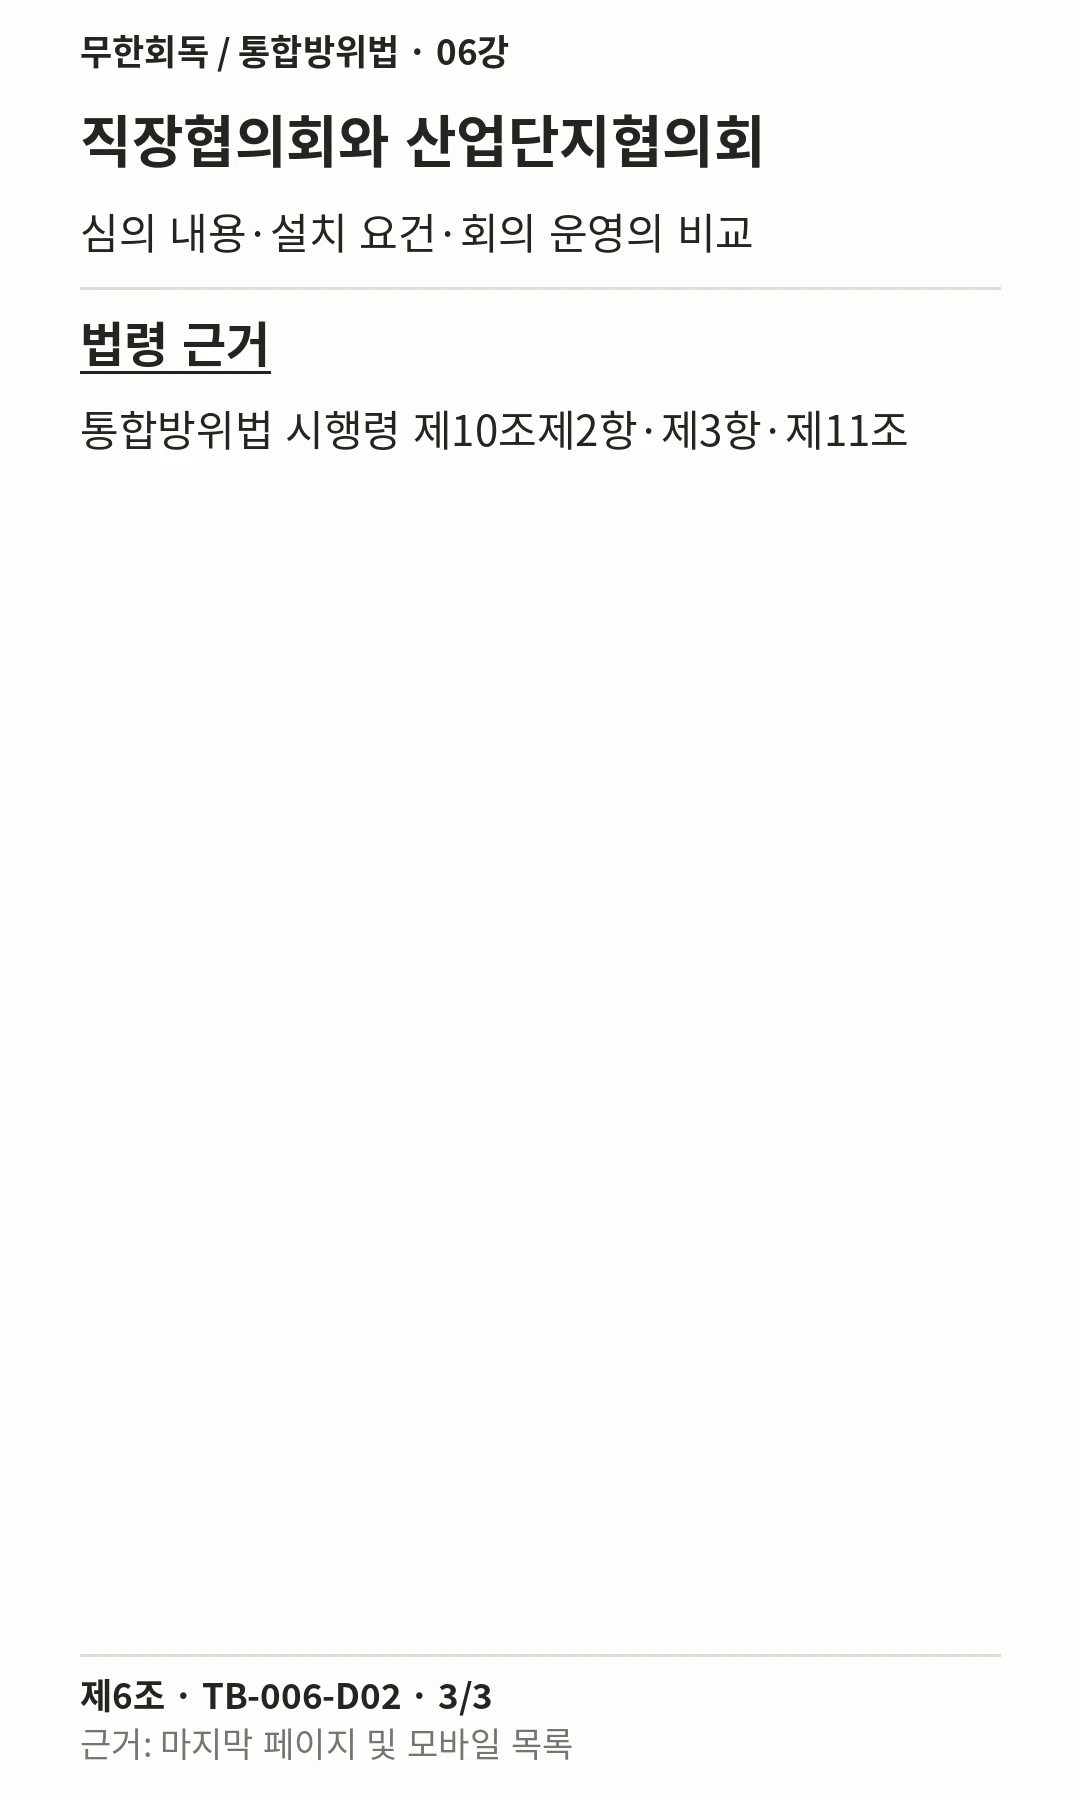 무한회독 / 통합방위법 · 06강
직장협의회와 산업단지협의회
심의 내용·설치 요건·회의 운영의 비교
법령 근거
통합방위법 시행령 제10조제2항·제3항·제11조
제6조 · TB-006-D02 · 3/3
근거: 마지막 페이지 및 모바일 목록